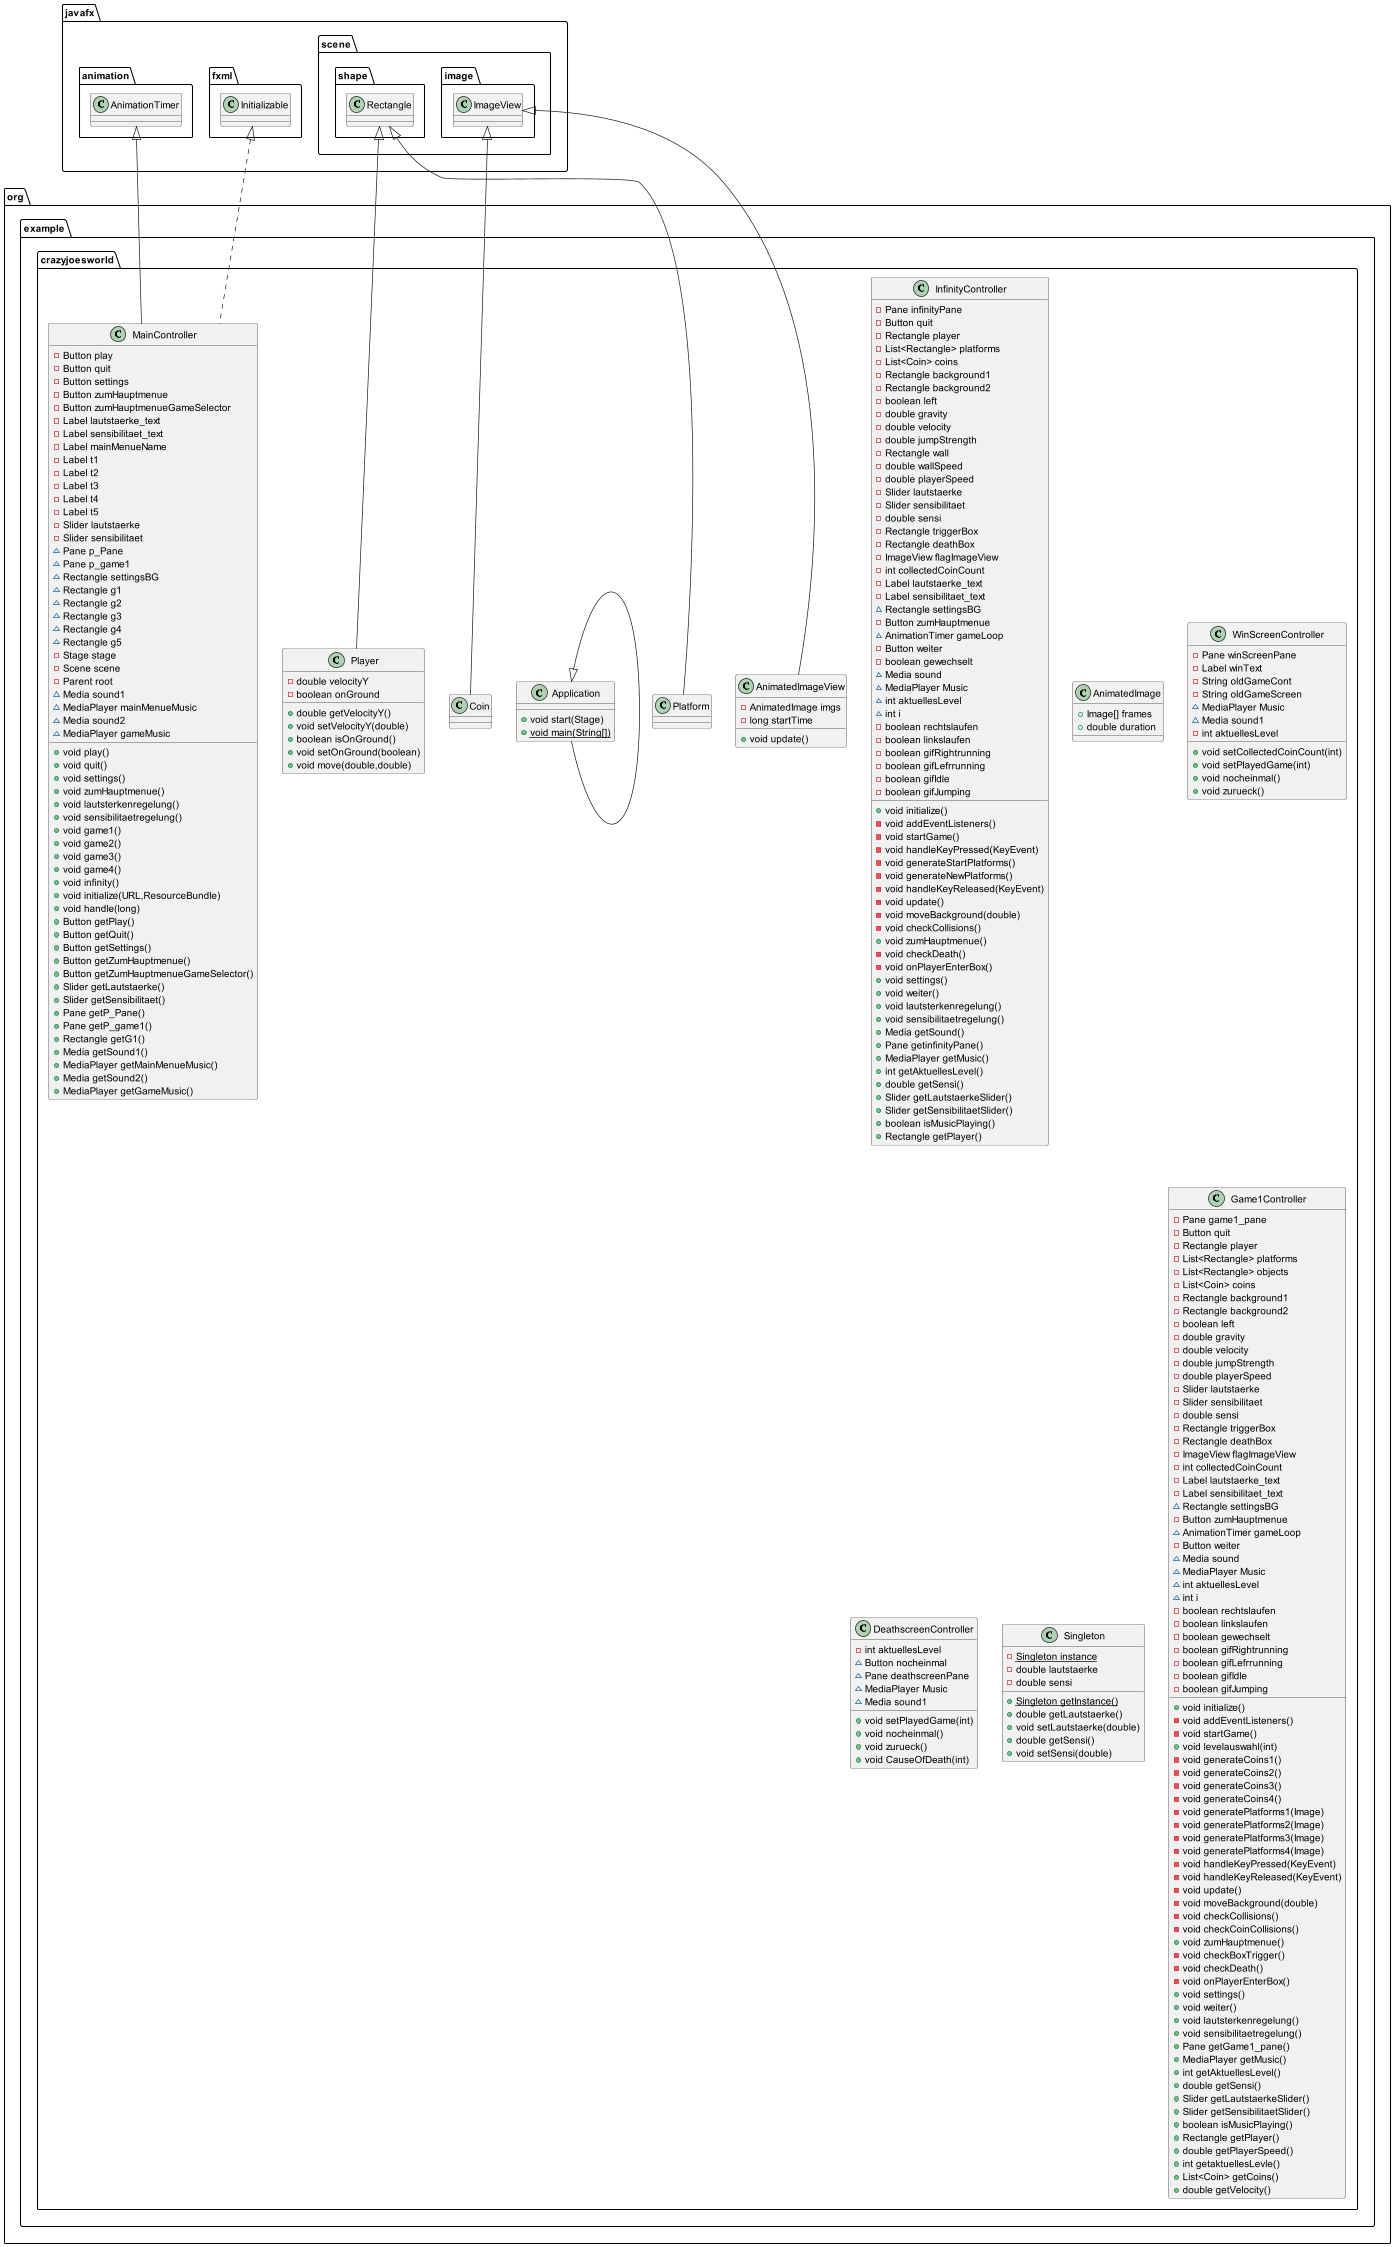 javafx
scene
animation
fxml
shape
image
C AnimationTimer
C Initializable
C Rectangle
C ImageView
org
example
crazyjoesworld
C MainController
Button play
Button quit
Button settings
Button zumHauptmenue
Button zumHauptmenueGameSelector
Label lautstaerke_text
Label sensibilitaet_text
Label mainMenueName
Label t1
Label t2
Label t3
Label t4
Label t5
Slider lautstaerke
Slider sensibilitaet
Pane p_Pane
Pane p_game1
Rectangle settingsBG
Rectangle g1
Rectangle g2
Rectangle g3
Rectangle g4
Rectangle g5
Stage stage
Scene scene
Parent root
Media sound1
MediaPlayer mainMenueMusic
Media sound2
MediaPlayer gameMusic
void play()
void quit()
void settings()
void zumHauptmenue()
void lautsterkenregelung()
void sensibilitaetregelung()
void game1()
void game2()
void game3()
void game4()
void infinity()
void initialize(URL,ResourceBundle)
void handle(long)
Button getPlay()
Button getQuit()
Button getSettings()
Button getZumHauptmenue()
Button getZumHauptmenueGameSelector()
Slider getLautstaerke()
Slider getSensibilitaet()
Pane getP_Pane()
Pane getP_game1()
Rectangle getG1()
Media getSound1()
MediaPlayer getMainMenueMusic()
Media getSound2()
MediaPlayer getGameMusic()
C Player
double velocityY
boolean onGround
double getVelocityY()
void setVelocityY(double)
boolean isOnGround()
void setOnGround(boolean)
void move(double,double)
C Coin
C Application
void start(Stage)
void main(String[])
C Platform
C AnimatedImageView
AnimatedImage imgs
long startTime
void update()
C InfinityController
Pane infinityPane
Button quit
Rectangle player
List<Rectangle> platforms
List<Coin> coins
Rectangle background1
Rectangle background2
boolean left
double gravity
double velocity
double jumpStrength
Rectangle wall
double wallSpeed
double playerSpeed
Slider lautstaerke
Slider sensibilitaet
double sensi
Rectangle triggerBox
Rectangle deathBox
ImageView flagImageView
int collectedCoinCount
Label lautstaerke_text
Label sensibilitaet_text
Rectangle settingsBG
Button zumHauptmenue
AnimationTimer gameLoop
Button weiter
boolean gewechselt
Media sound
MediaPlayer Music
int aktuellesLevel
int i
boolean rechtslaufen
boolean linkslaufen
boolean gifRightrunning
boolean gifLefrrunning
boolean gifIdle
boolean gifJumping
void initialize()
void addEventListeners()
void startGame()
void handleKeyPressed(KeyEvent)
void generateStartPlatforms()
void generateNewPlatforms()
void handleKeyReleased(KeyEvent)
void update()
void moveBackground(double)
void checkCollisions()
void zumHauptmenue()
void checkDeath()
void onPlayerEnterBox()
void settings()
void weiter()
void lautsterkenregelung()
void sensibilitaetregelung()
Media getSound()
Pane getinfinityPane()
MediaPlayer getMusic()
int getAktuellesLevel()
double getSensi()
Slider getLautstaerkeSlider()
Slider getSensibilitaetSlider()
boolean isMusicPlaying()
Rectangle getPlayer()
C AnimatedImage
Image[] frames
double duration
C WinScreenController
Pane winScreenPane
Label winText
String oldGameCont
String oldGameScreen
MediaPlayer Music
Media sound1
int aktuellesLevel
void setCollectedCoinCount(int)
void setPlayedGame(int)
void nocheinmal()
void zurueck()
C DeathscreenController
int aktuellesLevel
Button nocheinmal
Pane deathscreenPane
MediaPlayer Music
Media sound1
void setPlayedGame(int)
void nocheinmal()
void zurueck()
void CauseOfDeath(int)
C Singleton
Singleton instance
double lautstaerke
double sensi
Singleton getInstance()
double getLautstaerke()
void setLautstaerke(double)
double getSensi()
void setSensi(double)
C Game1Controller
Pane game1_pane
Button quit
Rectangle player
List<Rectangle> platforms
List<Rectangle> objects
List<Coin> coins
Rectangle background1
Rectangle background2
boolean left
double gravity
double velocity
double jumpStrength
double playerSpeed
Slider lautstaerke
Slider sensibilitaet
double sensi
Rectangle triggerBox
Rectangle deathBox
ImageView flagImageView
int collectedCoinCount
Label lautstaerke_text
Label sensibilitaet_text
Rectangle settingsBG
Button zumHauptmenue
AnimationTimer gameLoop
Button weiter
Media sound
MediaPlayer Music
int aktuellesLevel
int i
boolean rechtslaufen
boolean linkslaufen
boolean gewechselt
boolean gifRightrunning
boolean gifLefrrunning
boolean gifIdle
boolean gifJumping
void initialize()
void addEventListeners()
void startGame()
void levelauswahl(int)
void generateCoins1()
void generateCoins2()
void generateCoins3()
void generateCoins4()
void generatePlatforms1(Image)
void generatePlatforms2(Image)
void generatePlatforms3(Image)
void generatePlatforms4(Image)
void handleKeyPressed(KeyEvent)
void handleKeyReleased(KeyEvent)
void update()
void moveBackground(double)
void checkCollisions()
void checkCoinCollisions()
void zumHauptmenue()
void checkBoxTrigger()
void checkDeath()
void onPlayerEnterBox()
void settings()
void weiter()
void lautsterkenregelung()
void sensibilitaetregelung()
Pane getGame1_pane()
MediaPlayer getMusic()
int getAktuellesLevel()
double getSensi()
Slider getLautstaerkeSlider()
Slider getSensibilitaetSlider()
boolean isMusicPlaying()
Rectangle getPlayer()
double getPlayerSpeed()
int getaktuellesLevle()
List<Coin> getCoins()
double getVelocity()